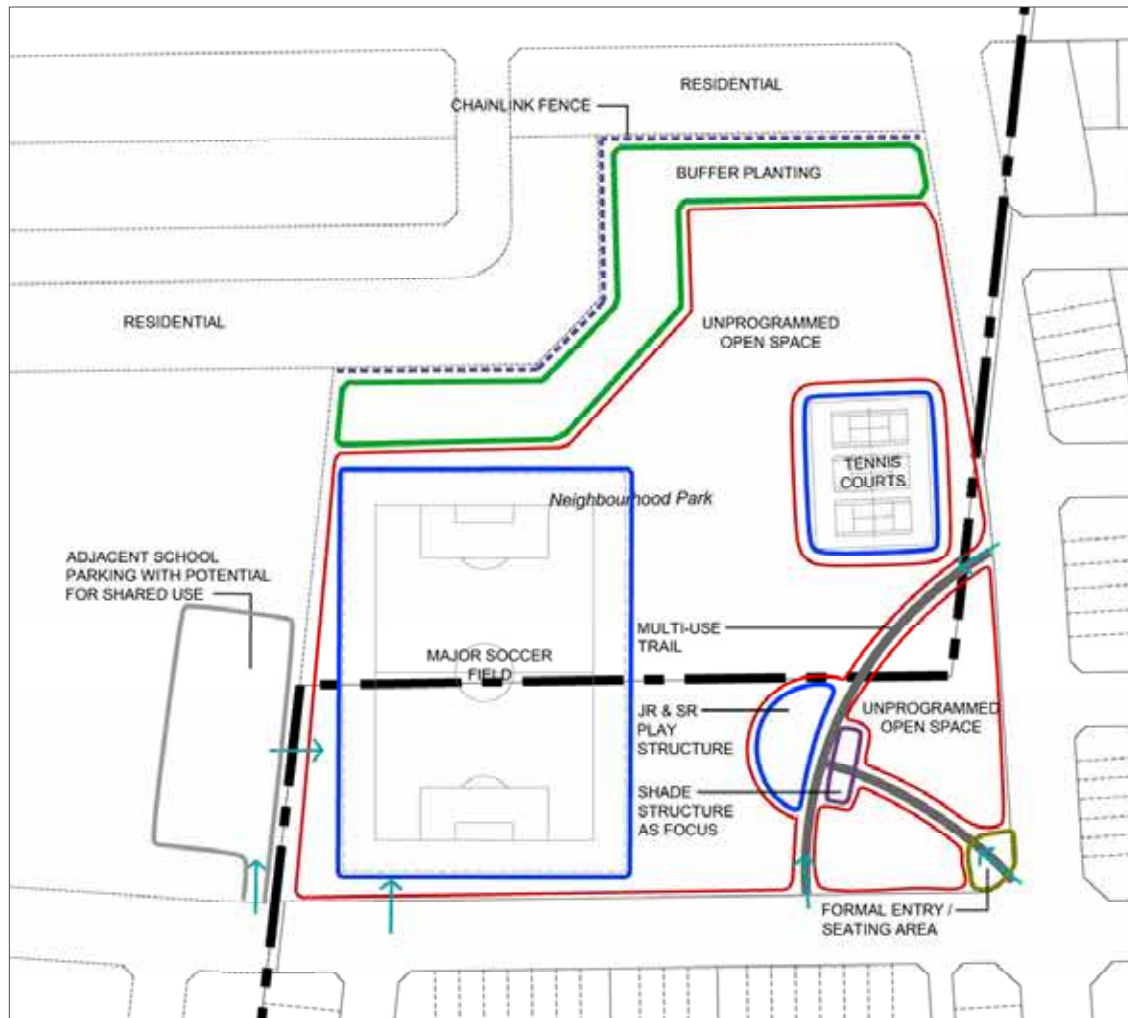 RESIDENTIAL
CHAINLINK FENCE
BUFFER PLANTING
RESIDENTIAL
UNPROGRAMMED
OPEN SPACE
TENNIS
COURTS
Neighbourhood Park
ADJACENT SCHOOL
PARKING WITH POTENTIAL
FOR SHARED USE
MULTI-USE
TRAIL
MAJOR SOCCER
FIELD
JR & SR
PLAY
STRUCTURE
UNPROGRAMMED
OPEN SPACE
SHADE
STRUCTURE
AS FOCUS
FORMAL ENTRY /
SEATING AREA